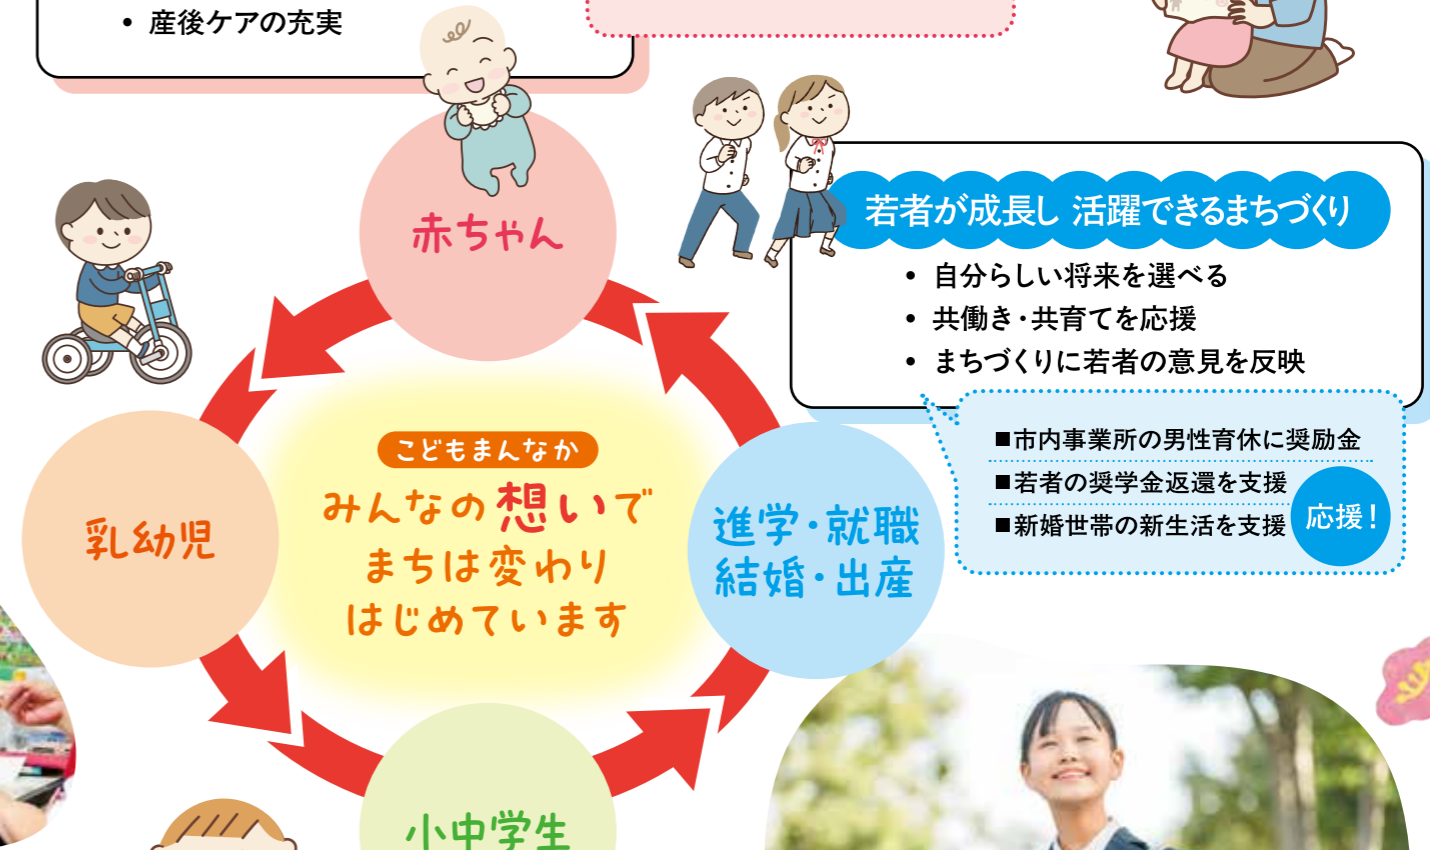 • 産後ケアの充実
赤ちゃん
若者が成長し 活躍できるまちづくり
• 自分らしい将来を選べる
• 共働き・共育てを応援
• まちづくりに若者の意見を反映
■市内事業所の男性育休に奨励金
■若者の奨学金返還を支援
■新婚世帯の新生活を支援
応援!
こどもまんなか
みんなの想いで
まちは変わり
はじめています
乳幼児
進学・就職
結婚・出産
小中学生